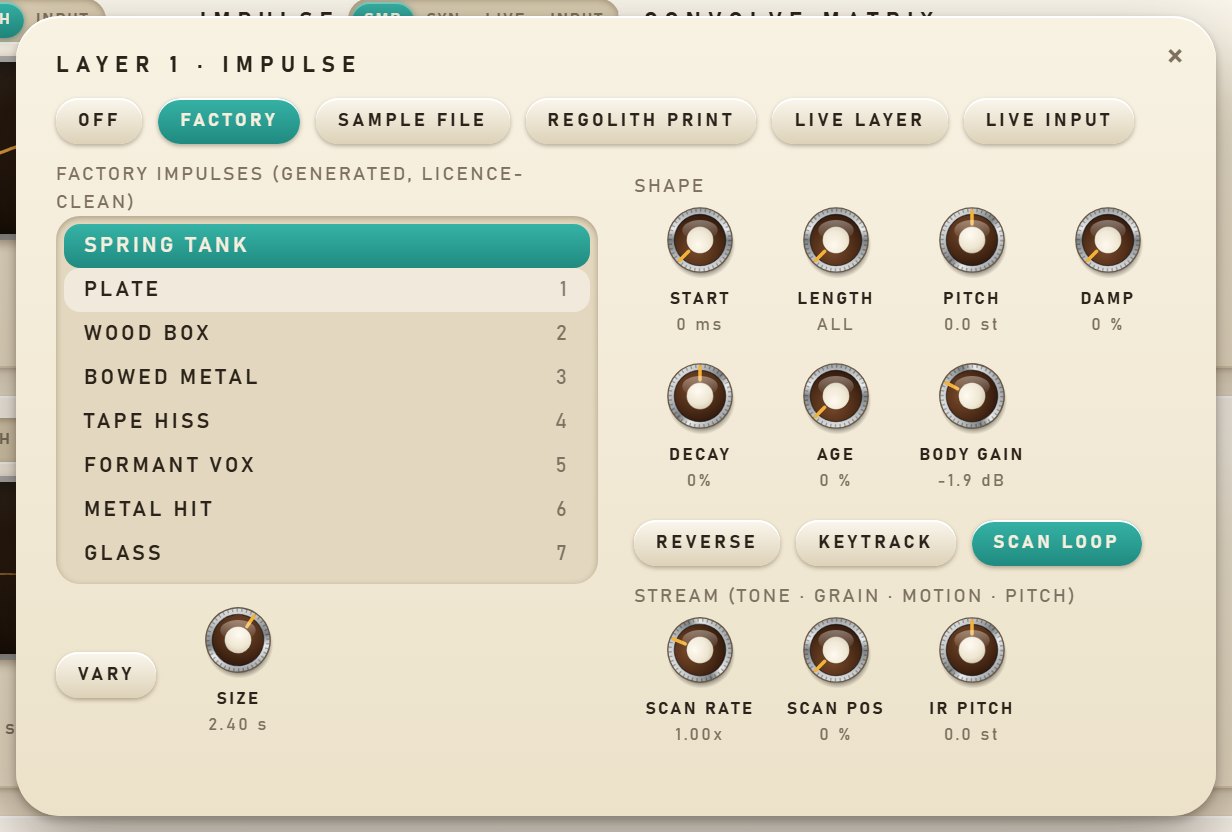 LAYER 1 · IMPULSE
×
OFF
FACTORY
SAMPLE FILE
REGOLITH PRINT
LIVE LAYER
LIVE INPUT
FACTORY IMPULSES (GENERATED, LICENCE-
CLEAN)
SPRING TANK
PLATE 1
WOOD BOX 2
BOWED METAL 3
TAPE HISS 4
FORMANT VOX 5
METAL HIT 6
GLASS 7
VARY
SIZE
2.40 s
SHAPE
START
0 ms
LENGTH
ALL
PITCH
0.0 st
DAMP
0 %
DECAY
0%
AGE
0 %
BODY GAIN
-1.9 dB
REVERSE
KEYTRACK
SCAN LOOP
STREAM (TONE · GRAIN · MOTION · PITCH)
SCAN RATE
1.00x
SCAN POS
0 %
IR PITCH
0.0 st